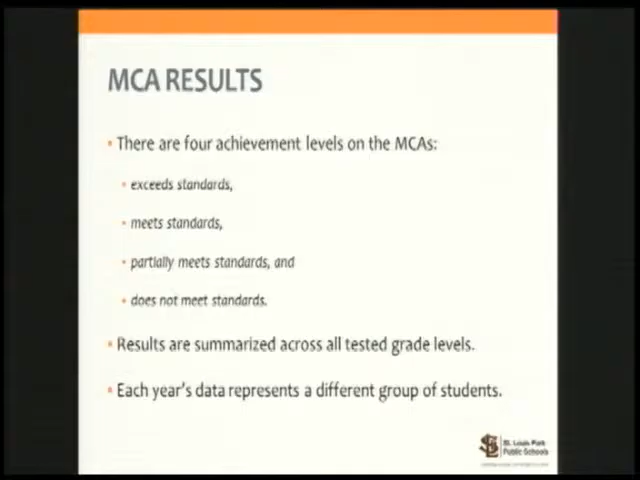 MCA RESULTS
• There are four achievement levels on the MCAs:
• exceeds standards,
• meets standards,
• partially meets standards, and
• does not meet standards.
• Results are summarized across all tested grade levels.
• Each year's data represents a different group of students.
St. Louis Park
Public Schools